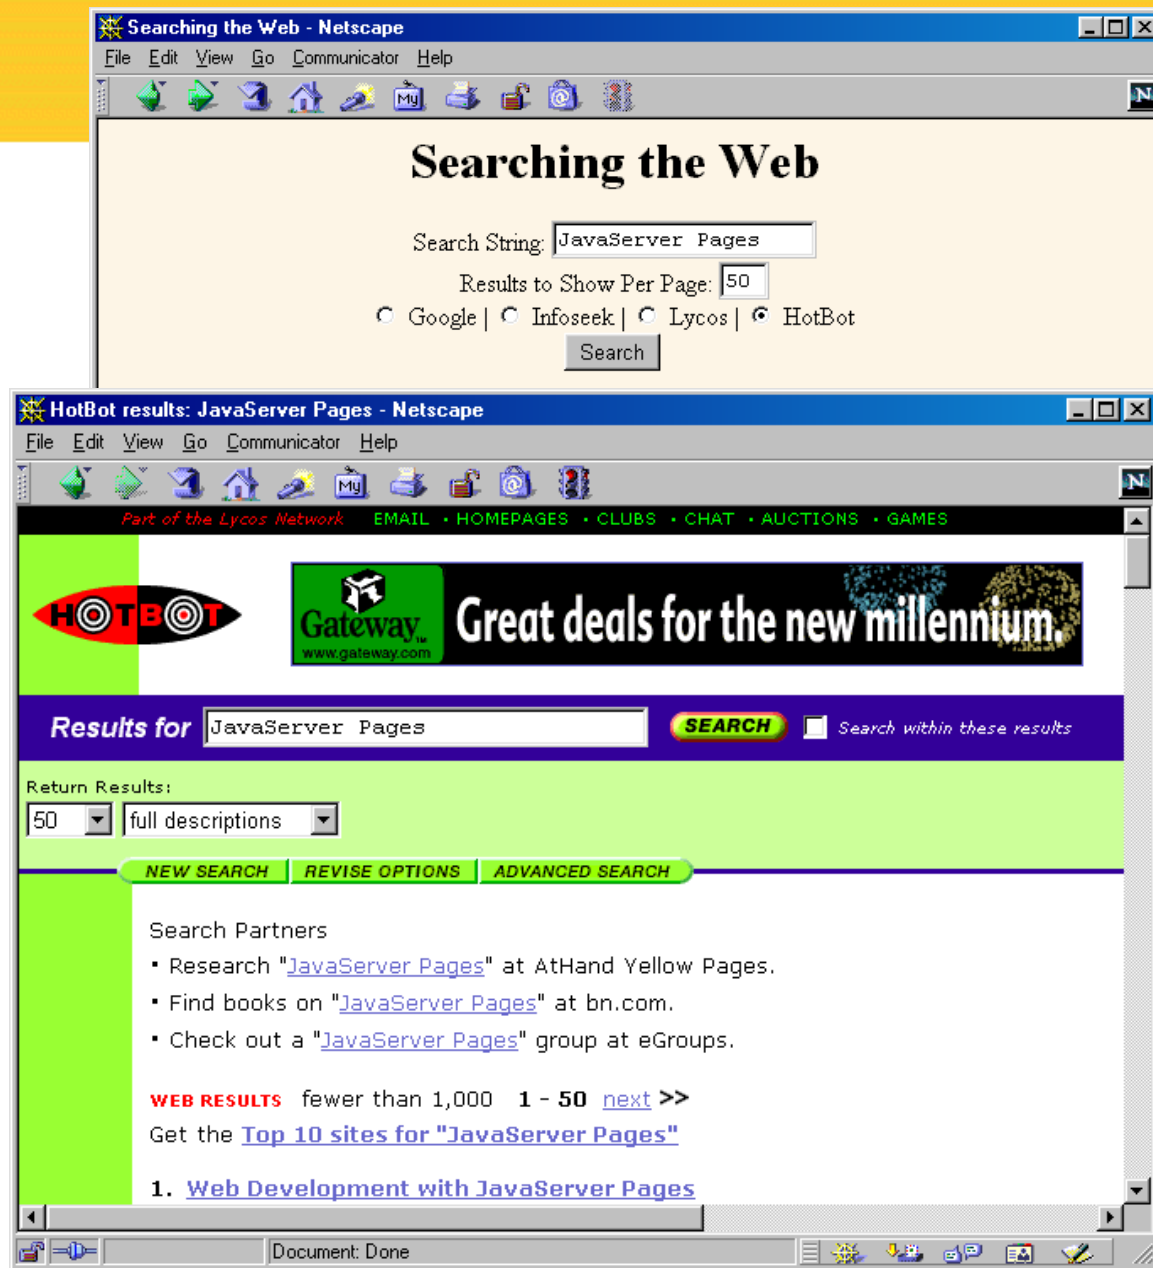 Searching the Web - Netscape
File Edit View Go Communicator Help
My
N
Searching the Web
Search String: JavaServer Pages
Results to Show Per Page: 50
Google | Infoseek | Lycos | HotBot
Search
HotBot results: JavaServer Pages - Netscape
File Edit View Go Communicator Help
My
N
Part of the Lycos Network EMAIL · HOMEPAGES · CLUBS · CHAT · AUCTIONS · GAMES
HOTBOT
Gateway™
www.gateway.com
Great deals for the new millennium.
Results for JavaServer Pages SEARCH Search within these results
Return Results:
50 full descriptions
NEW SEARCH REVISE OPTIONS ADVANCED SEARCH
Search Partners
▪ Research "JavaServer Pages" at AtHand Yellow Pages.
▪ Find books on "JavaServer Pages" at bn.com.
▪ Check out a "JavaServer Pages" group at eGroups.
WEB RESULTS fewer than 1,000 1 - 50 next >>
Get the Top 10 sites for "JavaServer Pages"
1. Web Development with JavaServer Pages
Document: Done